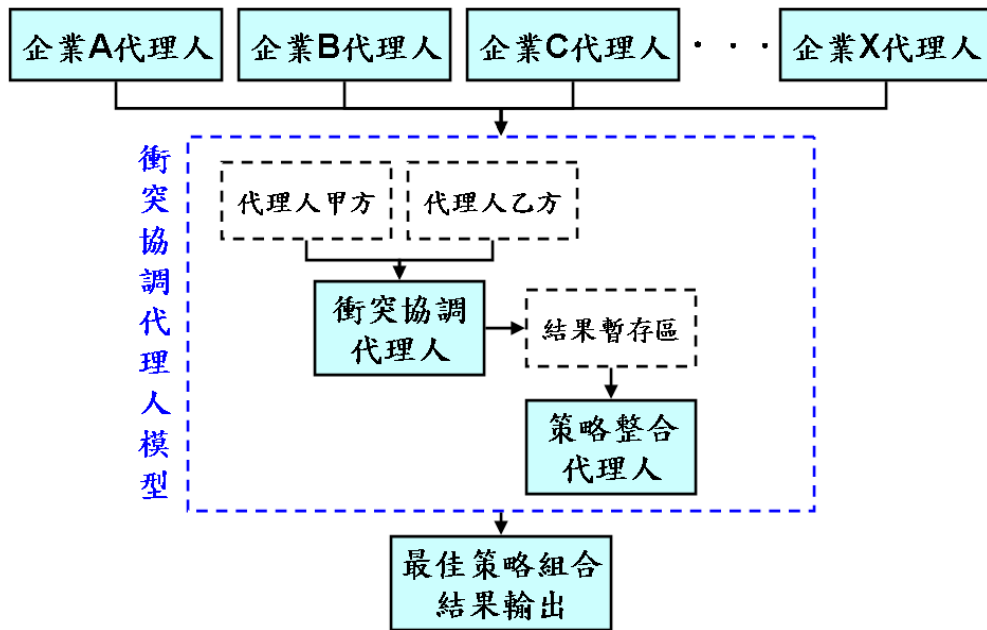 企業A代理人
企業B代理人
企業C代理人
· · ·
企業X代理人
衝突協調代理人模型
代理人甲方
代理人乙方
衝突協調
代理人
結果暫存區
策略整合
代理人
最佳策略組合
結果輸出